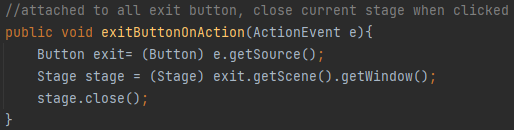 //attached to all exit button, close current stage when clicked
public void exitButtonOnAction(ActionEvent e){
    Button exit= (Button) e.getSource();
    Stage stage = (Stage) exit.getScene().getWindow();
    stage.close();
}